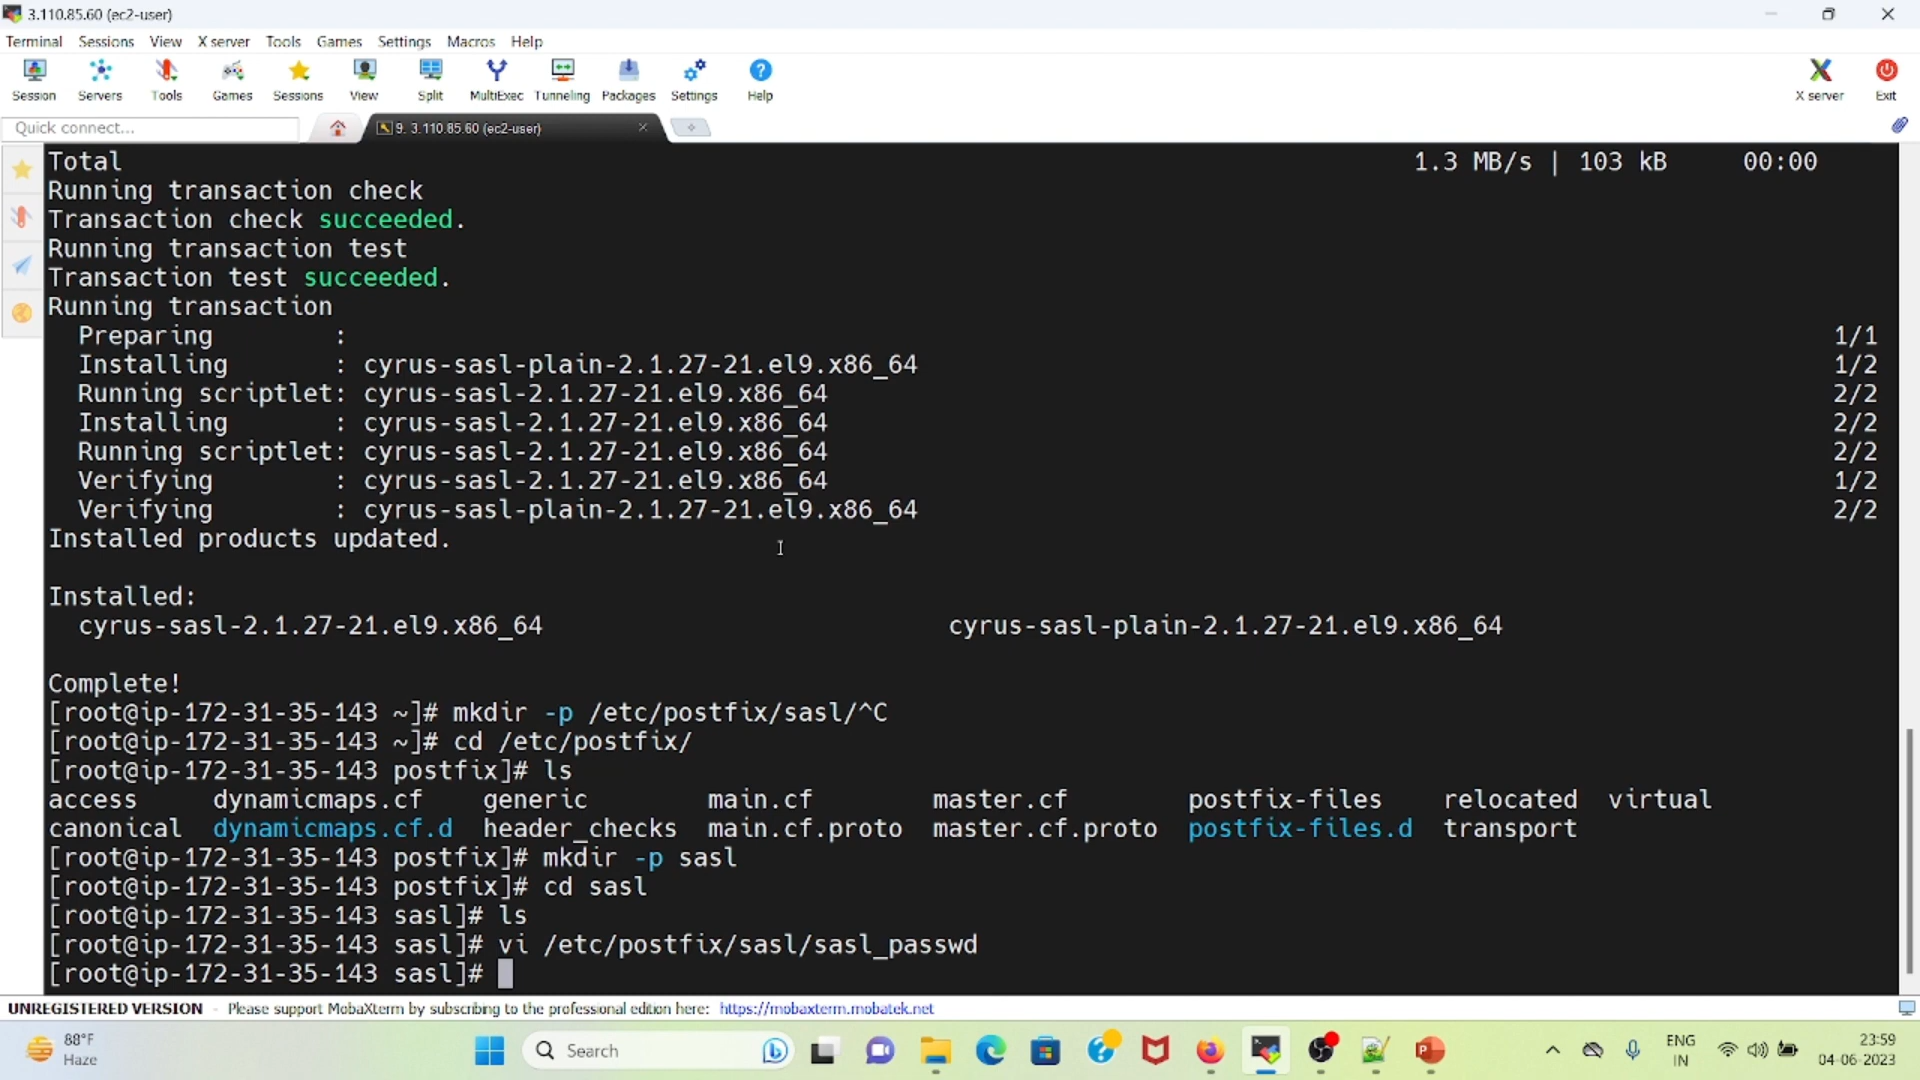 3.110.85.60 (ec2-user)
Terminal Sessions View X server Tools Games Settings Macros Help
Session Servers Tools Games Sessions View Split MultiExec Tunneling Packages Settings Help X server Exit
Quick connect... 9. 3.110.85.60 (ec2-user)
Total 1.3 MB/s | 103 kB 00:00
Running transaction check
Transaction check succeeded.
Running transaction test
Transaction test succeeded.
Running transaction
Preparing : 1/1
Installing : cyrus-sasl-plain-2.1.27-21.el9.x86_64 1/2
Running scriptlet: cyrus-sasl-2.1.27-21.el9.x86_64 2/2
Installing : cyrus-sasl-2.1.27-21.el9.x86_64 2/2
Running scriptlet: cyrus-sasl-2.1.27-21.el9.x86_64 2/2
Verifying : cyrus-sasl-2.1.27-21.el9.x86_64 1/2
Verifying : cyrus-sasl-plain-2.1.27-21.el9.x86_64 2/2
Installed products updated.
Installed:
cyrus-sasl-2.1.27-21.el9.x86_64 cyrus-sasl-plain-2.1.27-21.el9.x86_64
Complete!
[root@ip-172-31-35-143 ~]# mkdir -p /etc/postfix/sasl/^C
[root@ip-172-31-35-143 ~]# cd /etc/postfix/
[root@ip-172-31-35-143 postfix]# ls
access dynamicmaps.cf generic main.cf master.cf postfix-files relocated virtual
canonical dynamicmaps.cf.d header_checks main.cf.proto master.cf.proto postfix-files.d transport
[root@ip-172-31-35-143 postfix]# mkdir -p sasl
[root@ip-172-31-35-143 postfix]# cd sasl
[root@ip-172-31-35-143 sasl]# ls
[root@ip-172-31-35-143 sasl]# vi /etc/postfix/sasl/sasl_passwd
[root@ip-172-31-35-143 sasl]#
UNREGISTERED VERSION - Please support MobaXterm by subscribing to the professional edition here: https://mobaxterm.mobatek.net
88°F
Haze
Search
ENG
IN
23:59
04-06-2023